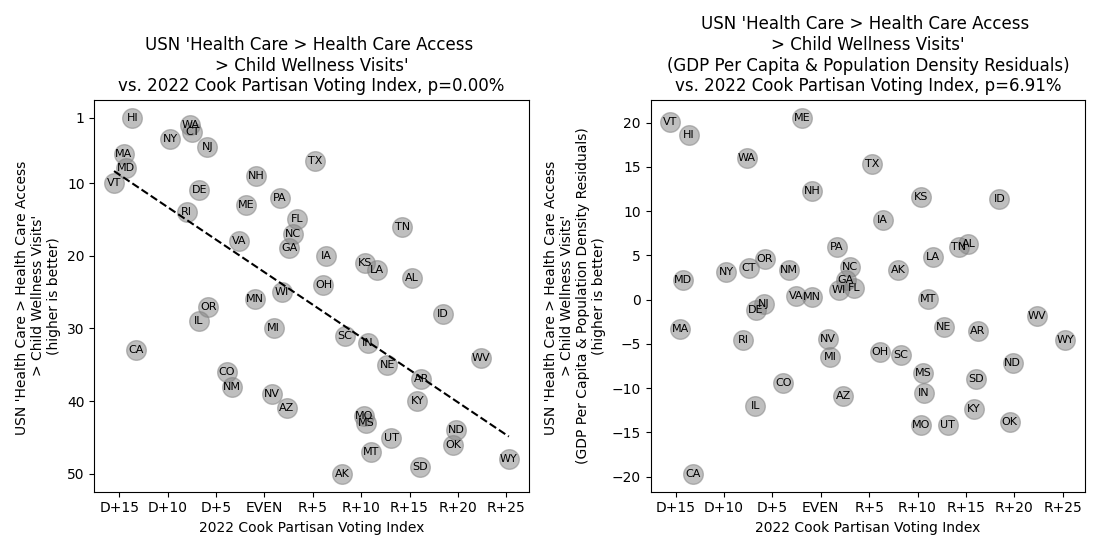 USN 'Health Care > Health Care Access
> Child Wellness Visits'
vs. 2022 Cook Partisan Voting Index, p=0.00%
USN 'Health Care > Health Care Access
> Child Wellness Visits'
(higher is better)
1
10
20
30
40
50
HI
WA
CT
NY
NJ
MA
TX
MD
NH
VT
DE
PA
ME
RI
FL
TN
NC
VA
GA
IA
KS
LA
OH
AL
WI
MN
OR
ID
IL
MI
SC
IN
CA
WV
NE
CO
AR
NM
NV
KY
AZ
MO
MS
ND
UT
OK
MT
WY
SD
AK
D+15 D+10 D+5 EVEN R+5 R+10 R+15 R+20 R+25
2022 Cook Partisan Voting Index
USN 'Health Care > Health Care Access
> Child Wellness Visits'
(GDP Per Capita & Population Density Residuals)
vs. 2022 Cook Partisan Voting Index, p=6.91%
USN 'Health Care > Health Care Access
> Child Wellness Visits'
(GDP Per Capita & Population Density Residuals)
(higher is better)
20
15
10
5
0
−5
−10
−15
−20
ME
VT
HI
WA
TX
NH
KS
ID
IA
AL
TN
PA
LA
OR
NC
CT
NM
AK
NY
MD
GA
FL
WI
VA
MN
MT
NJ
DE
WV
NE
MA
AR
NV
RI
WY
OH
SC
MI
ND
MS
SD
CO
IN
AZ
IL
KY
OK
MO
UT
CA
D+15 D+10 D+5 EVEN R+5 R+10 R+15 R+20 R+25
2022 Cook Partisan Voting Index